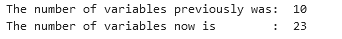 The number of variables previously was:  10
The number of variables now is        :  23